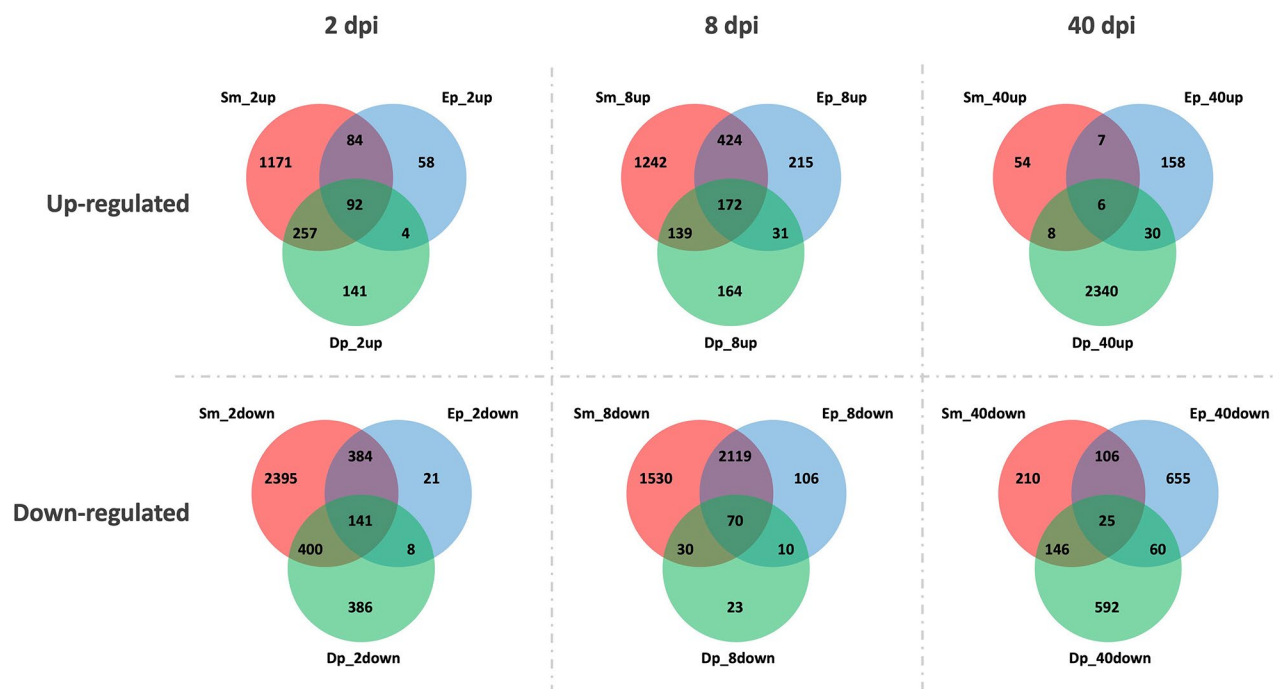 2 dpi 8 dpi 40 dpi
Sm_2up Ep_2up Sm_8up Ep_8up Sm_40up Ep_40up
84 424 7
1171 58 1242 215 54 158
Up-regulated 92 172 6
257 4 139 31 8 30
141 164 2340
Dp_2up Dp_8up Dp_40up
Sm_2down Ep_2down Sm_8down Ep_8down Sm_40down Ep_40down
384 2119 106
2395 21 1530 106 210 655
Down-regulated 141 70 25
400 8 30 10 146 60
386 23 592
Dp_2down Dp_8down Dp_40down